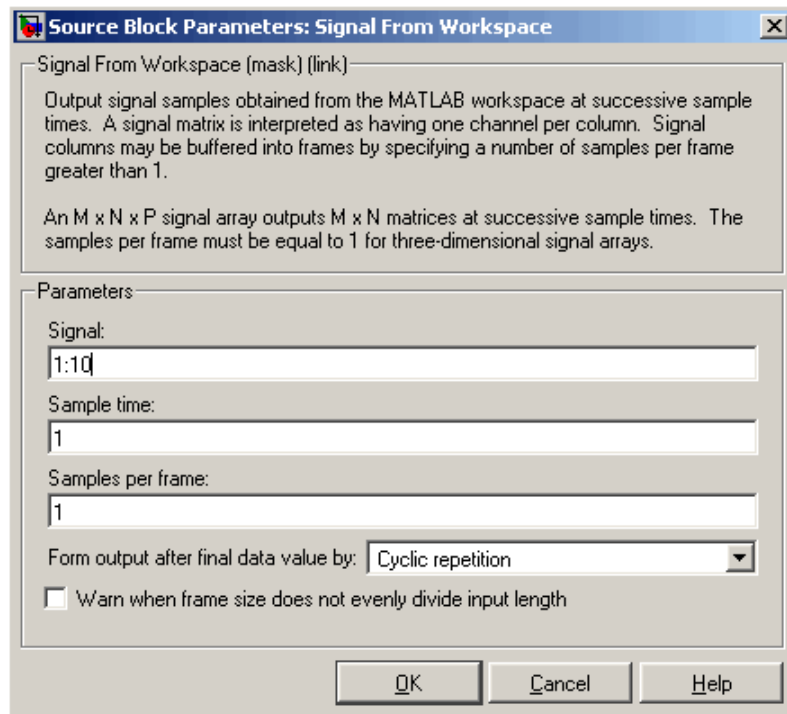 Source Block Parameters: Signal From Workspace
Signal From Workspace (mask) (link)
Output signal samples obtained from the MATLAB workspace at successive sample
times.  A signal matrix is interpreted as having one channel per column.  Signal
columns may be buffered into frames by specifying a number of samples per frame
greater than 1.
An M x N x P signal array outputs M x N matrices at successive sample times.  The
samples per frame must be equal to 1 for three-dimensional signal arrays.
Parameters
Signal:
1:10
Sample time:
1
Samples per frame:
1
Form output after final data value by: Cyclic repetition
Warn when frame size does not evenly divide input length
OK Cancel Help